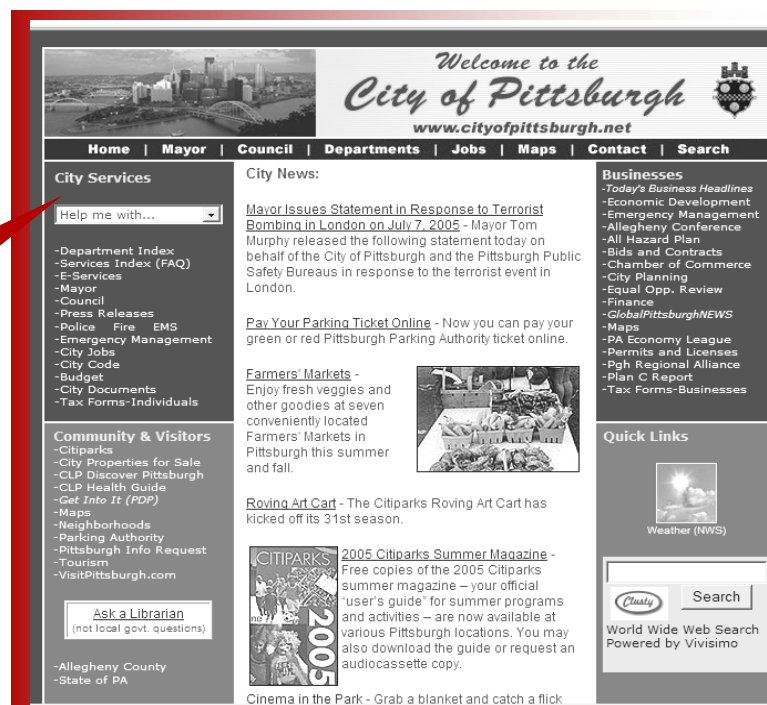 Welcome to the
City of Pittsburgh
www.cityofpittsburgh.net
Home | Mayor | Council | Departments | Jobs | Maps | Contact | Search
City Services
Help me with...
-Department Index
-Services Index (FAQ)
-E-Services
-Mayor
-Council
-Press Releases
-Police Fire EMS
-Emergency Management
-City Jobs
-City Code
-Budget
-City Documents
-Tax Forms-Individuals
Community & Visitors
-Citiparks
-City Properties for Sale
-CLP Discover Pittsburgh
-CLP Health Guide
-Get Into It (PDP)
-Maps
-Neighborhoods
-Parking Authority
-Pittsburgh Info Request
-Tourism
-VisitPittsburgh.com
Ask a Librarian
(not local govt. questions)
-Allegheny County
-State of PA
City News:
Mayor Issues Statement in Response to Terrorist
Bombing in London on July 7, 2005 - Mayor Tom
Murphy released the following statement today on
behalf of the City of Pittsburgh and the Pittsburgh Public
Safety Bureaus in response to the terrorist event in
London.
Pay Your Parking Ticket Online - Now you can pay your
green or red Pittsburgh Parking Authority ticket online.
Farmers' Markets -
Enjoy fresh veggies and
other goodies at seven
conveniently located
Farmers' Markets in
Pittsburgh this summer
and fall.
Roving Art Cart - The Citiparks Roving Art Cart has
kicked off its 31st season.
CITIPARKS
2005
2005 Citiparks Summer Magazine -
Free copies of the 2005 Citiparks
summer magazine – your official
"user's guide" for summer programs
and activities – are now available at
various Pittsburgh locations. You may
also download the guide or request an
audiocassette copy.
Cinema in the Park - Grab a blanket and catch a flick
Businesses
-Today's Business Headlines
-Economic Development
-Emergency Management
-Allegheny Conference
-All Hazard Plan
-Bids and Contracts
-Chamber of Commerce
-City Planning
-Equal Opp. Review
-Finance
-GlobalPittsburghNEWS
-Maps
-PA Economy League
-Permits and Licenses
-Pgh Regional Alliance
-Plan C Report
-Tax Forms-Businesses
Quick Links
Weather (NWS)
Clusty
Search
World Wide Web Search
Powered by Vivisimo